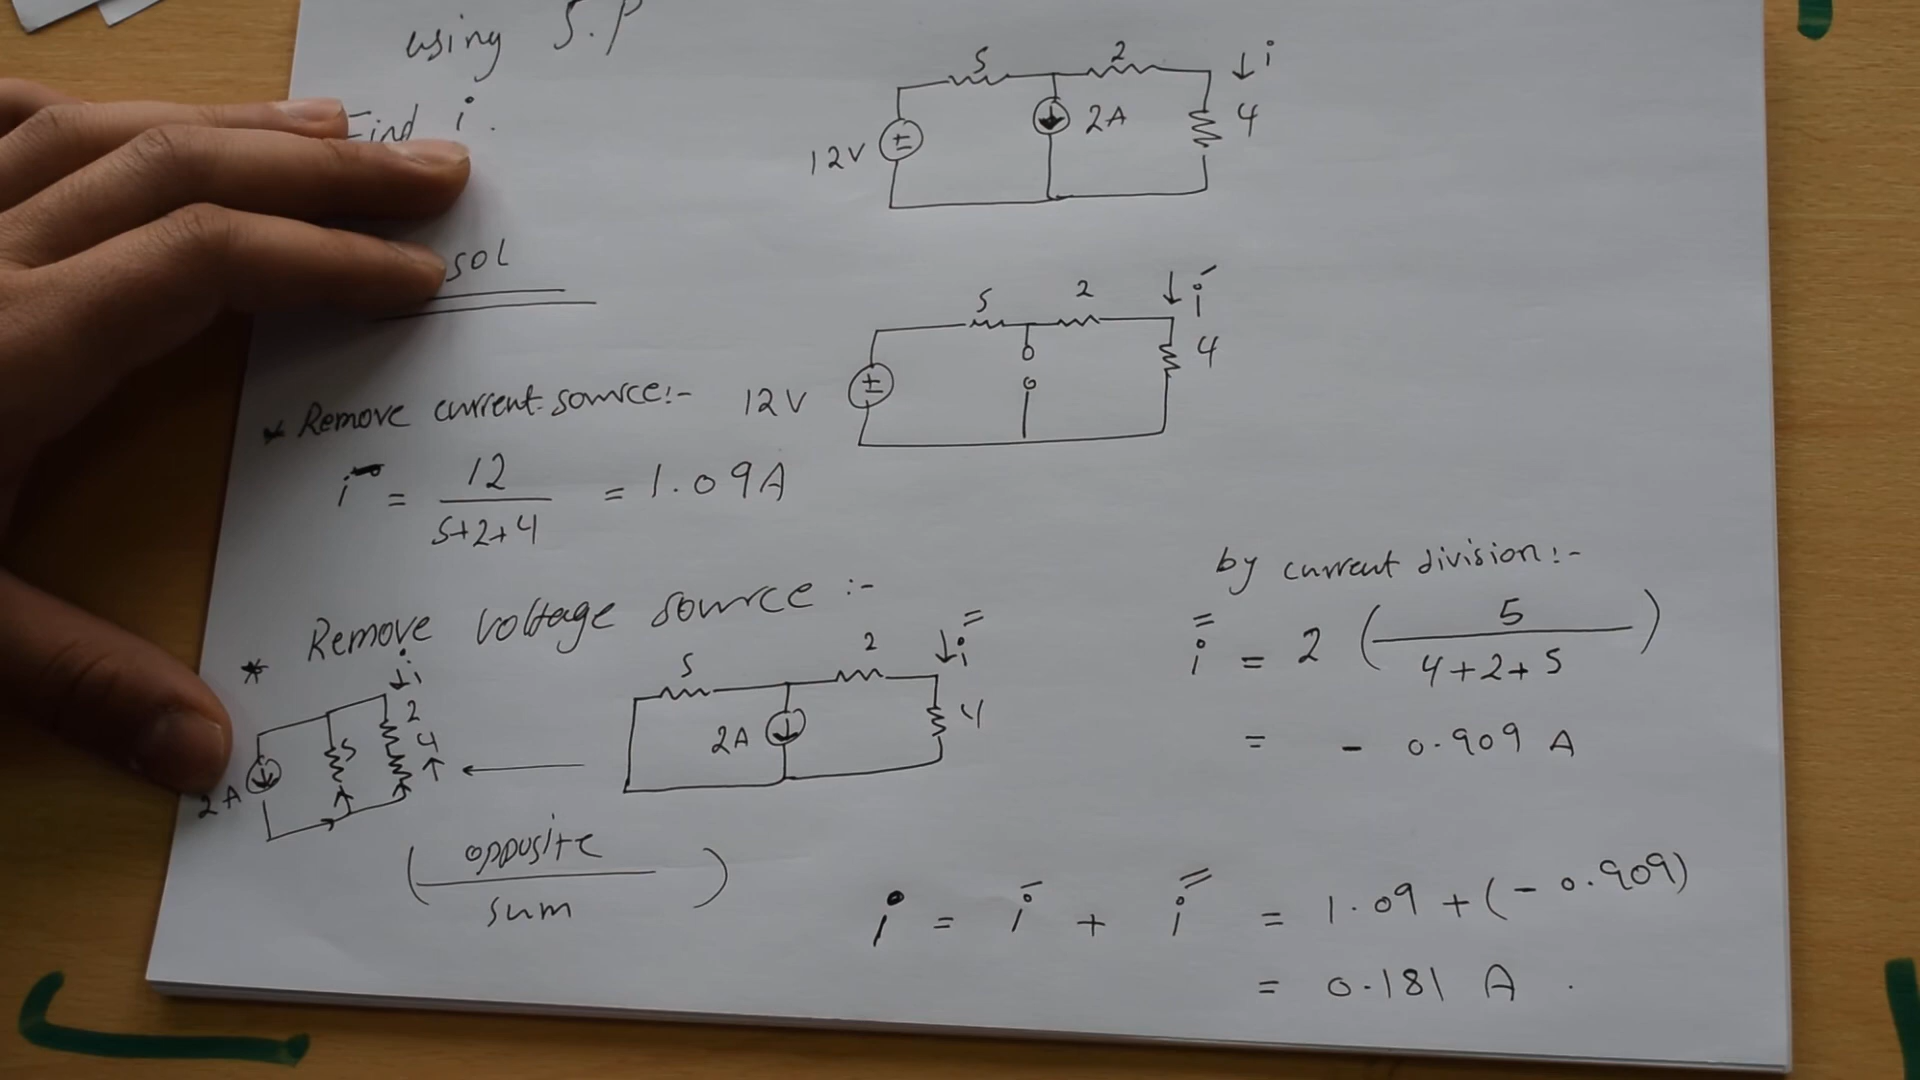 using S.P
Find i.
5
2
i
12V
2A
4
sol
5
2
i
12V
4
* Remove current source:-
i̅ = 12 / 5+2+4 = 1.09A
* Remove voltage source :-
i
2A
5
2
4
5
2
i
2A
4
( opposite / sum )
by current division:-
i̿ = 2 ( 5 / 4+2+5 )
= - 0.909 A
i = i̅ + i̿ = 1.09 + (-0.909)
= 0.181 A .